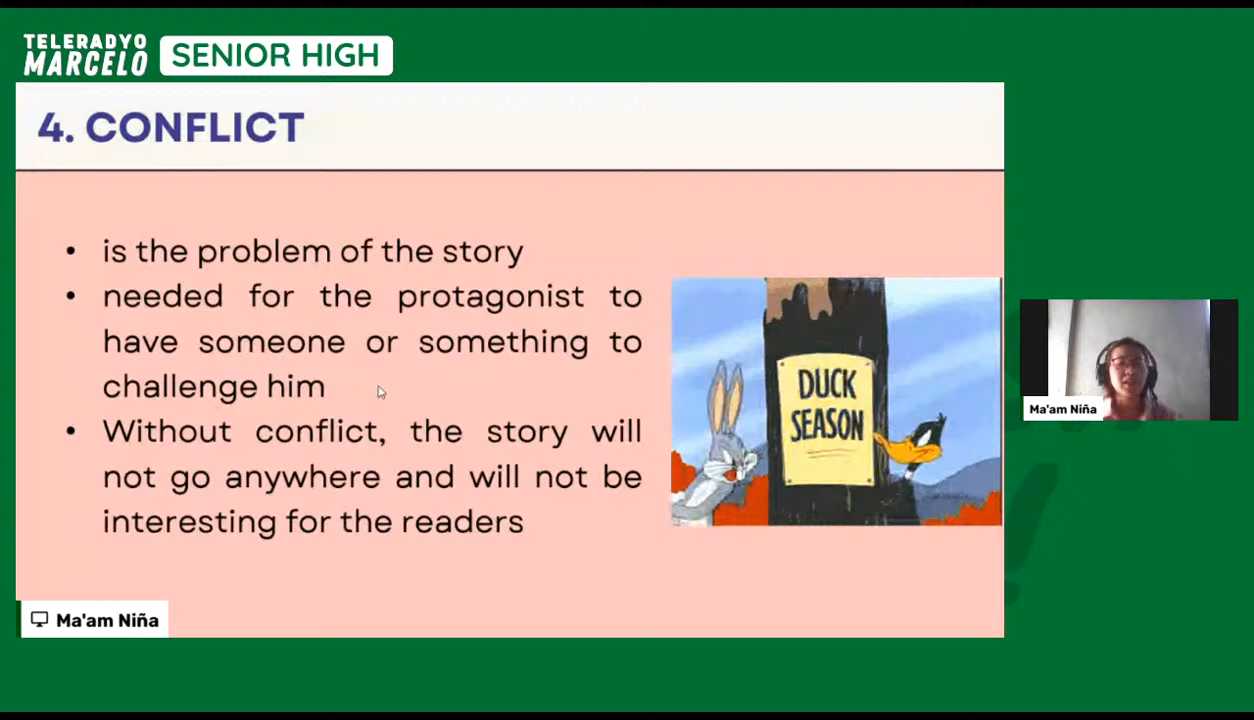 TELERADYO
MARCELO
SENIOR HIGH
4. CONFLICT
• is the problem of the story
• needed for the protagonist to
have someone or something to
challenge him
• Without conflict, the story will
not go anywhere and will not be
interesting for the readers
DUCK
SEASON
Ma'am Niña
Ma'am Niña